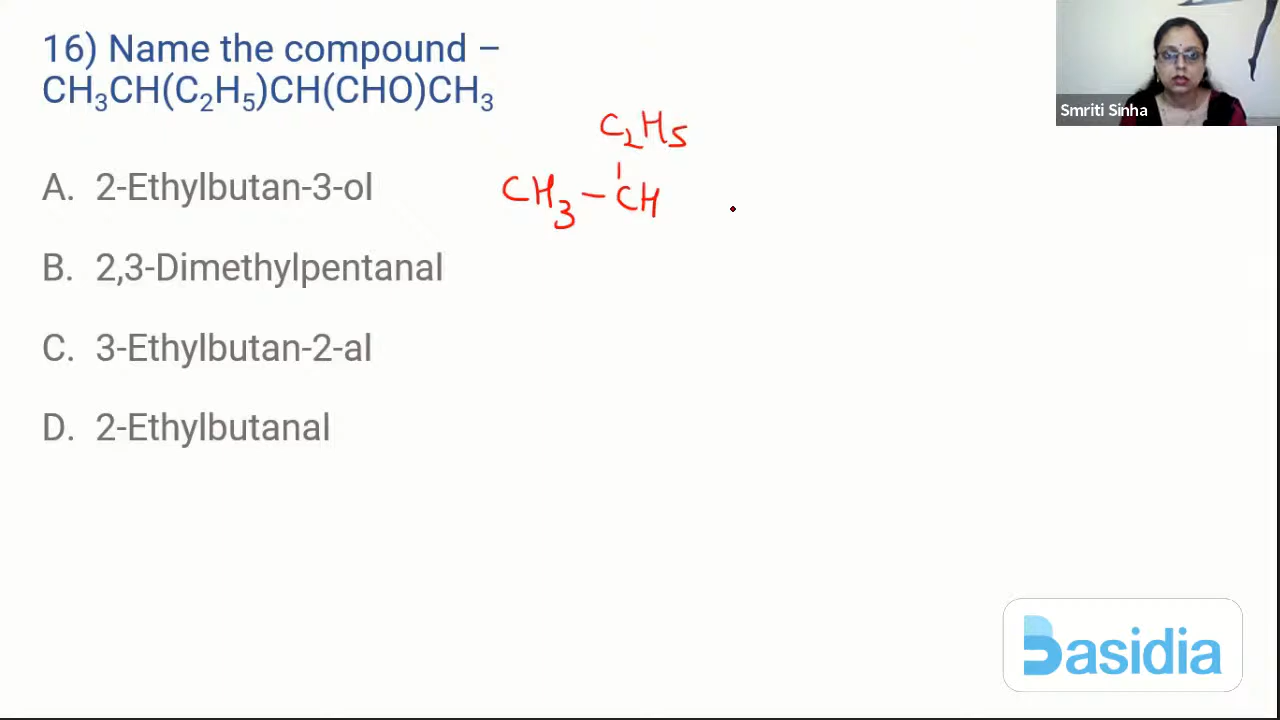 16) Name the compound –
CH₃CH(C₂H₅)CH(CHO)CH₃
Smriti Sinha
C₂H₅
CH₃ – CH
A. 2-Ethylbutan-3-ol
B. 2,3-Dimethylpentanal
C. 3-Ethylbutan-2-al
D. 2-Ethylbutanal
Basidia